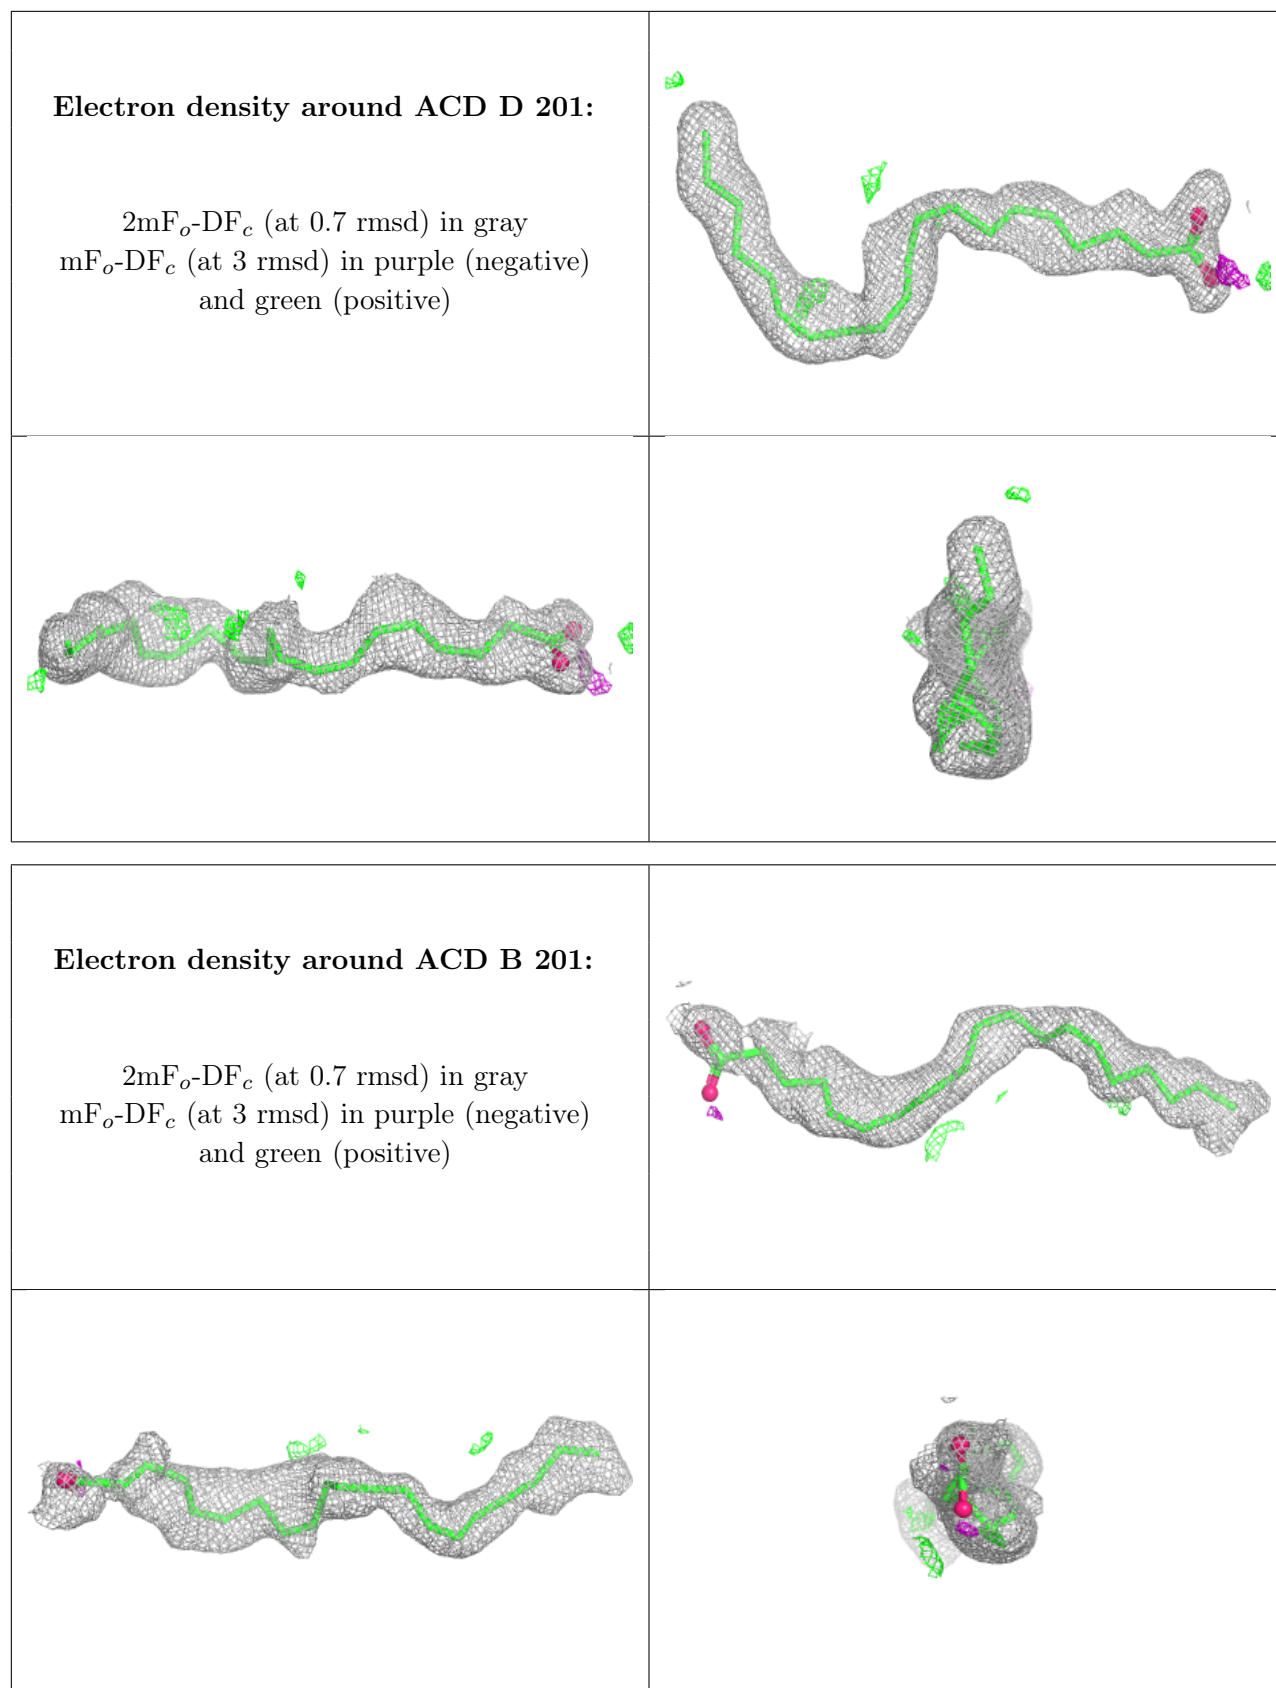 Electron density around ACD D 201:
2mFo-DFc (at 0.7 rmsd) in gray
mFo-DFc (at 3 rmsd) in purple (negative)
and green (positive)
Electron density around ACD B 201:
2mFo-DFc (at 0.7 rmsd) in gray
mFo-DFc (at 3 rmsd) in purple (negative)
and green (positive)